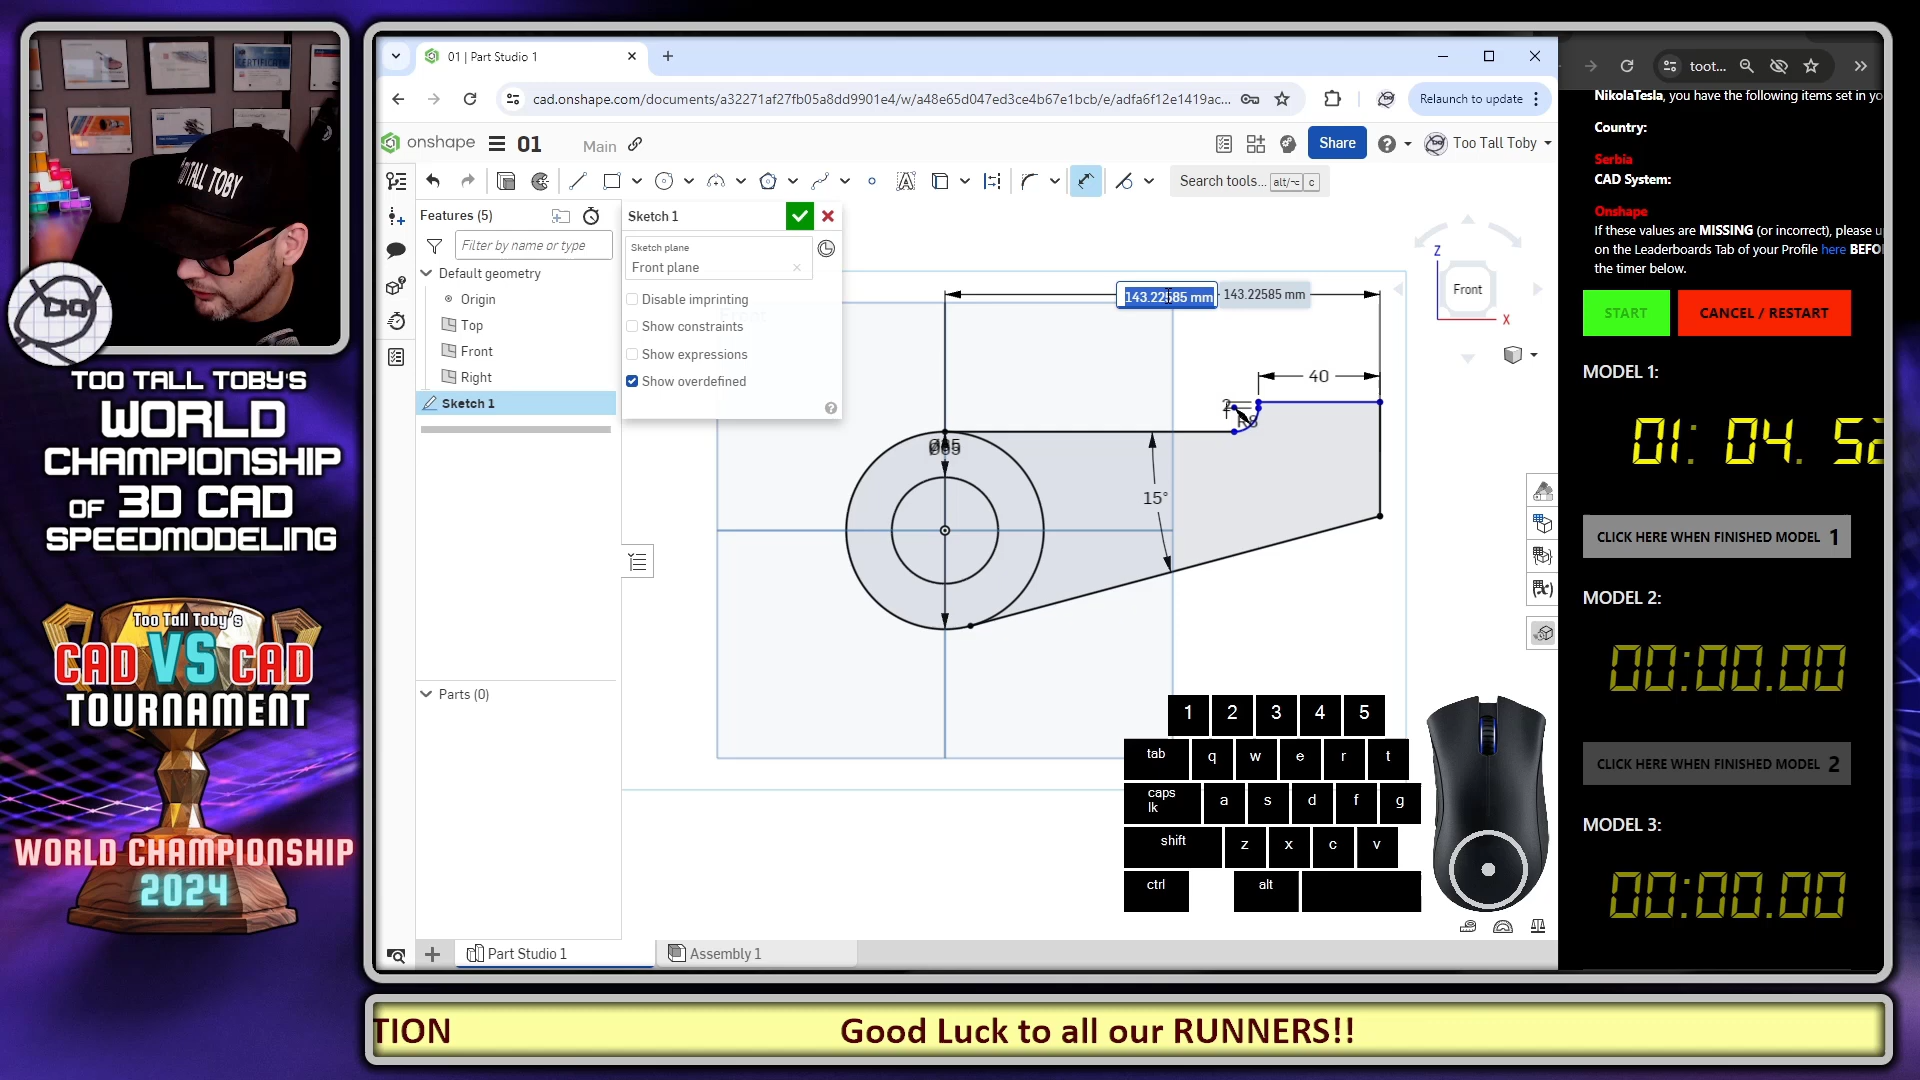 CERTIFICATE
TOO TALL TOBY
TOO TALL TOBY'S
WORLD
CHAMPIONSHIP
OF 3D CAD
SPEEDMODELING
Too Tall Toby's
CAD VS CAD
TOURNAMENT
WORLD CHAMPIONSHIP
2024
01 | Part Studio 1
cad.onshape.com/documents/a32271af27fb05a8dd9901e4/w/a48e65d047ed3ce4b67e1bcb/e/adfa6f12e1419ac...
Relaunch to update
onshape
01
Main
Share
Too Tall Toby
Search tools...
alt/⌥
c
Features (5)
Filter by name or type
Default geometry
Origin
Top
Front
Right
Sketch 1
Parts (0)
Sketch 1
Sketch plane
Front plane
Disable imprinting
Show constraints
Show expressions
Show overdefined
Front
143.22585 mm
143.22585 mm
40
2
R8
15°
Z
Front
X
1 2 3 4 5
tab q w e r t
caps
lk
a s d f g
shift z x c v
ctrl alt
Part Studio 1
Assembly 1
toot...
NikolaTesla, you have the following items set in yo
Country:
Serbia
CAD System:
Onshape
If these values are MISSING (or incorrect), please u
on the Leaderboards Tab of your Profile here BEFO
the timer below.
START
CANCEL / RESTART
MODEL 1:
01: 04. 52
CLICK HERE WHEN FINISHED MODEL 1
MODEL 2:
00:00.00
CLICK HERE WHEN FINISHED MODEL 2
MODEL 3:
00:00.00
TION
Good Luck to all our RUNNERS!!